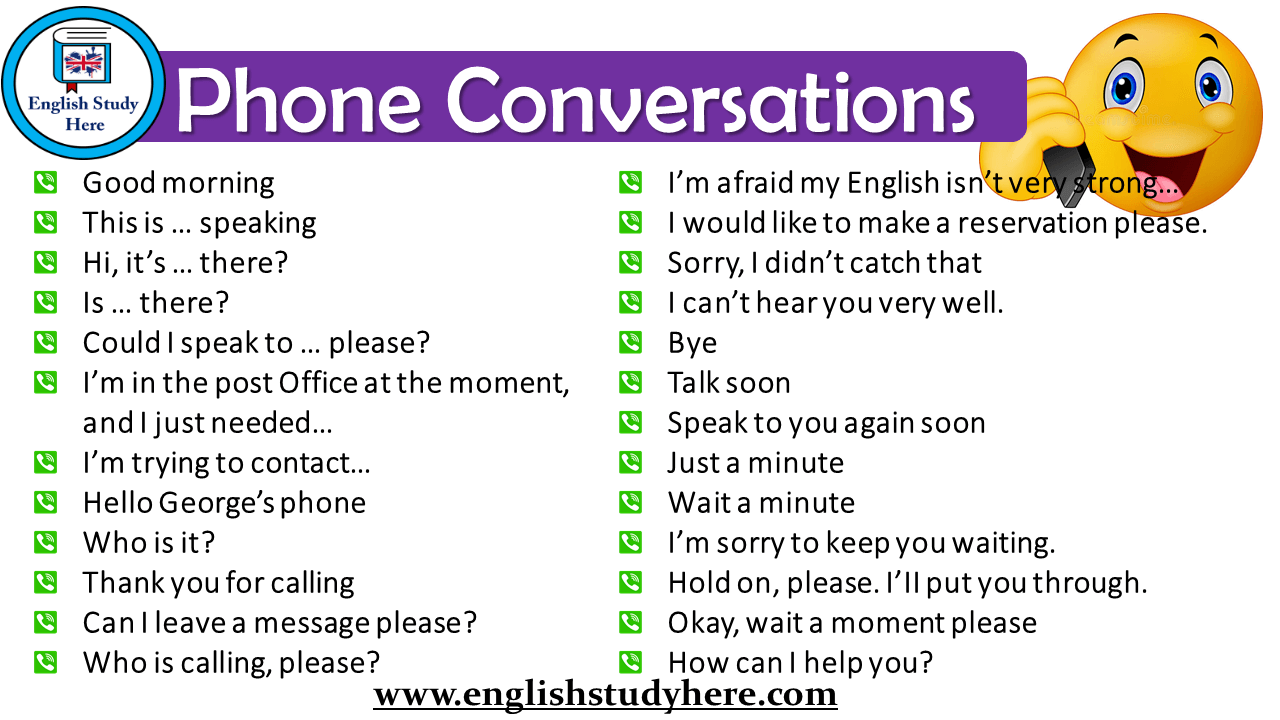 English Study
Here
Phone Conversations
Good morning
This is ... speaking
Hi, it’s ... there?
Is ... there?
Could I speak to ... please?
I’m in the post Office at the moment,
and I just needed...
I’m trying to contact...
Hello George’s phone
Who is it?
Thank you for calling
Can I leave a message please?
Who is calling, please?
I’m afraid my English isn’t very strong...
I would like to make a reservation please.
Sorry, I didn’t catch that
I can’t hear you very well.
Bye
Talk soon
Speak to you again soon
Just a minute
Wait a minute
I’m sorry to keep you waiting.
Hold on, please. I’II put you through.
Okay, wait a moment please
How can I help you?
www.englishstudyhere.com